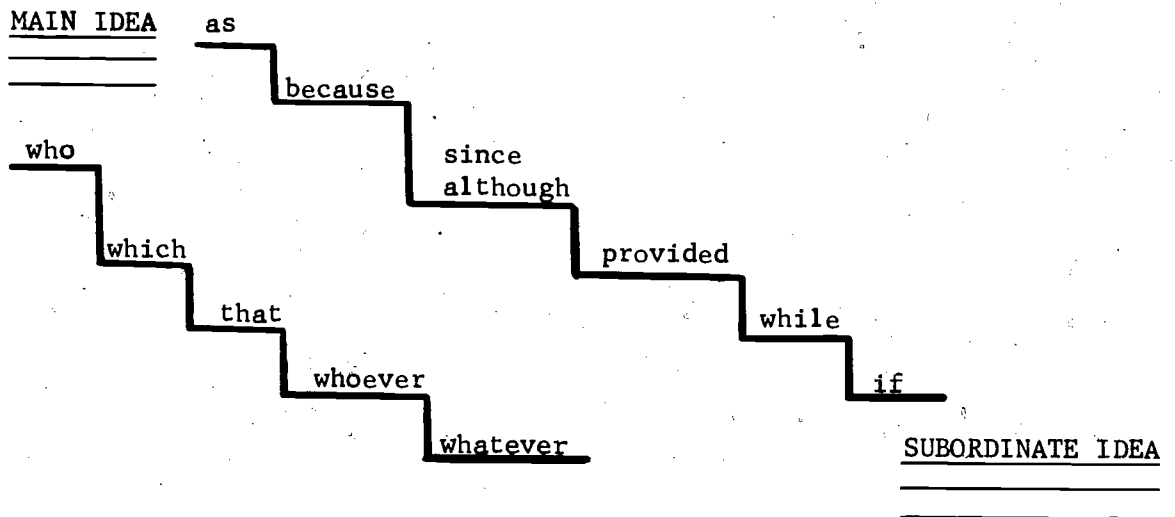 MAIN IDEA
as
because
since
although
provided
while
if
who
which
that
whoever
whatever
SUBORDINATE IDEA